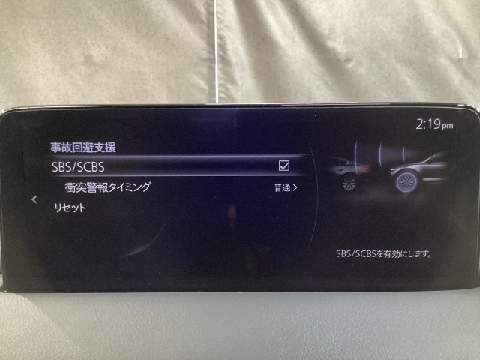 2:19pm
事故回避支援
SBS/SCBS
衝突警報タイミング
普通
リセット
SBS/SCBSを有効にします。